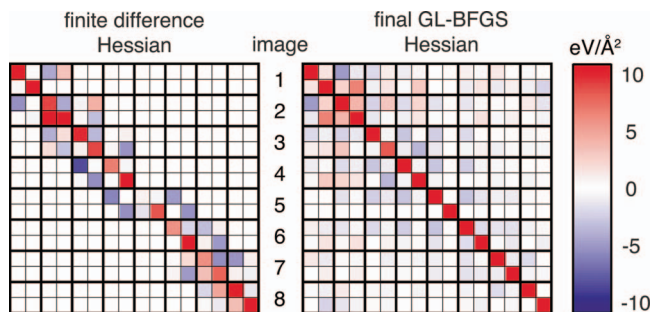 finite difference
Hessian
image
final GL-BFGS
Hessian
eV/Å²
1
2
3
4
5
6
7
8
10
5
0
-5
-10